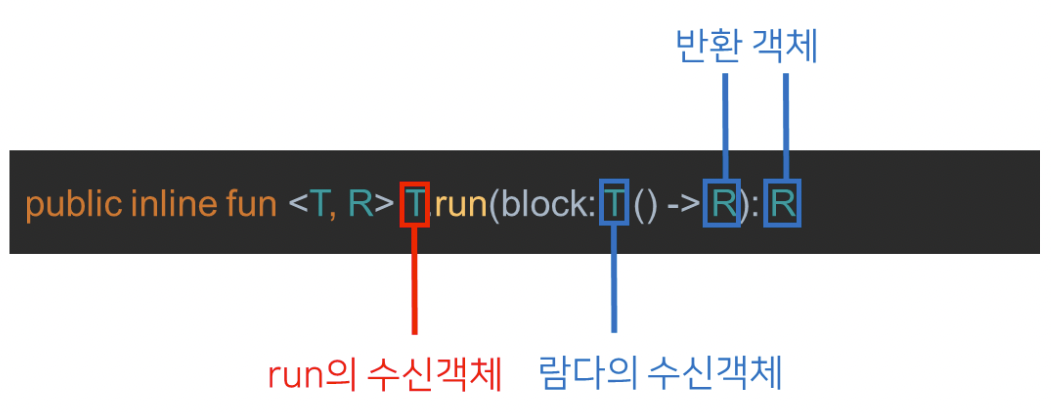 반환 객체
public inline fun <T, R> T.run(block: T () -> R): R
run의 수신객체 람다의 수신객체